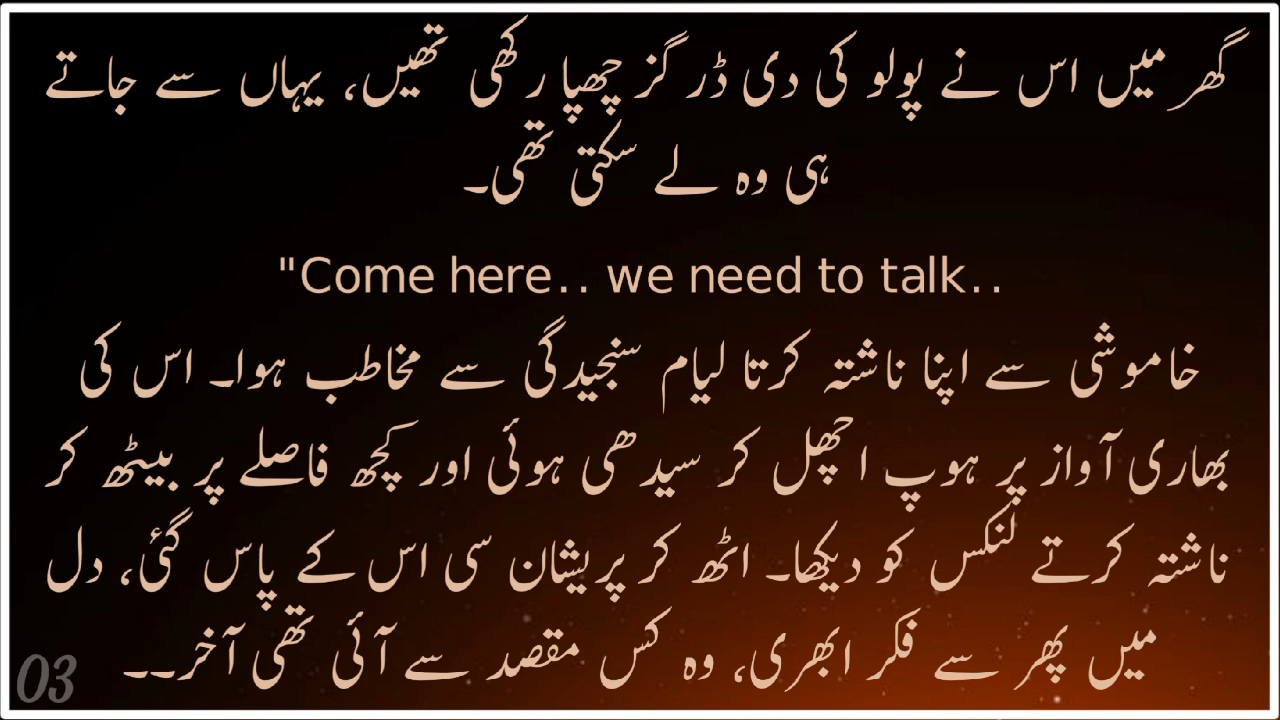 گھر میں اس نے پولو کی دی ڈرگز چھپا رکھی تھیں، یہاں سے جاتے
ہی وہ لے سکتی تھی۔
"Come here.. we need to talk..
خاموشی سے اپنا ناشتہ کرتا لیام سنجیدگی سے مخاطب ہوا۔ اس کی
بھاری آواز پر ہوپ اچھل کر سیدھی ہوئی اور کچھ فاصلے پر بیٹھ کر
ناشتہ کرتے لنکس کو دیکھا۔ اٹھ کر پریشان سی اس کے پاس گئی، دل
میں پھر سے فکر ابھری، وہ کس مقصد سے آئی تھی آخر۔۔
03